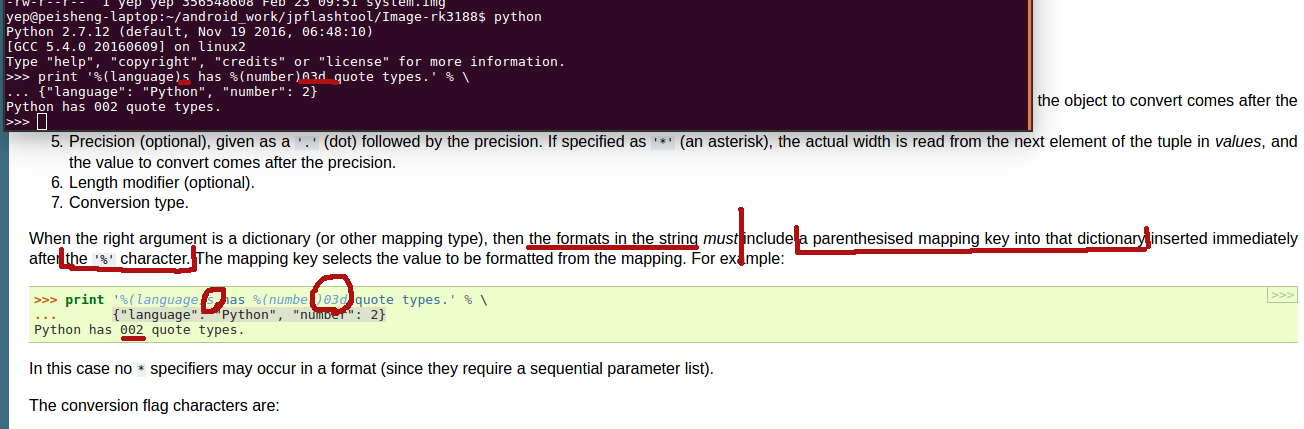 -rw-r--r-- 1 yep yep 356548608 Feb 23 09:51 system.img
yep@peisheng-laptop:~/android_work/jpflashtool/Image-rk3188$ python
Python 2.7.12 (default, Nov 19 2016, 06:48:10)
[GCC 5.4.0 20160609] on linux2
Type "help", "copyright", "credits" or "license" for more information.
>>> print '%(language)s has %(number)03d quote types.' % \
... {"language": "Python", "number": 2}
Python has 002 quote types.
>>>
the object to convert comes after the
5. Precision (optional), given as a '.' (dot) followed by the precision. If specified as '*' (an asterisk), the actual width is read from the next element of the tuple in values, and
the value to convert comes after the precision.
6. Length modifier (optional).
7. Conversion type.
When the right argument is a dictionary (or other mapping type), then the formats in the string must include a parenthesised mapping key into that dictionary inserted immediately
after the '%' character. The mapping key selects the value to be formatted from the mapping. For example:
>>> print '%(language)s has %(number)03d quote types.' % \
>>>
... {"language": "Python", "number": 2}
Python has 002 quote types.
In this case no * specifiers may occur in a format (since they require a sequential parameter list).
The conversion flag characters are: